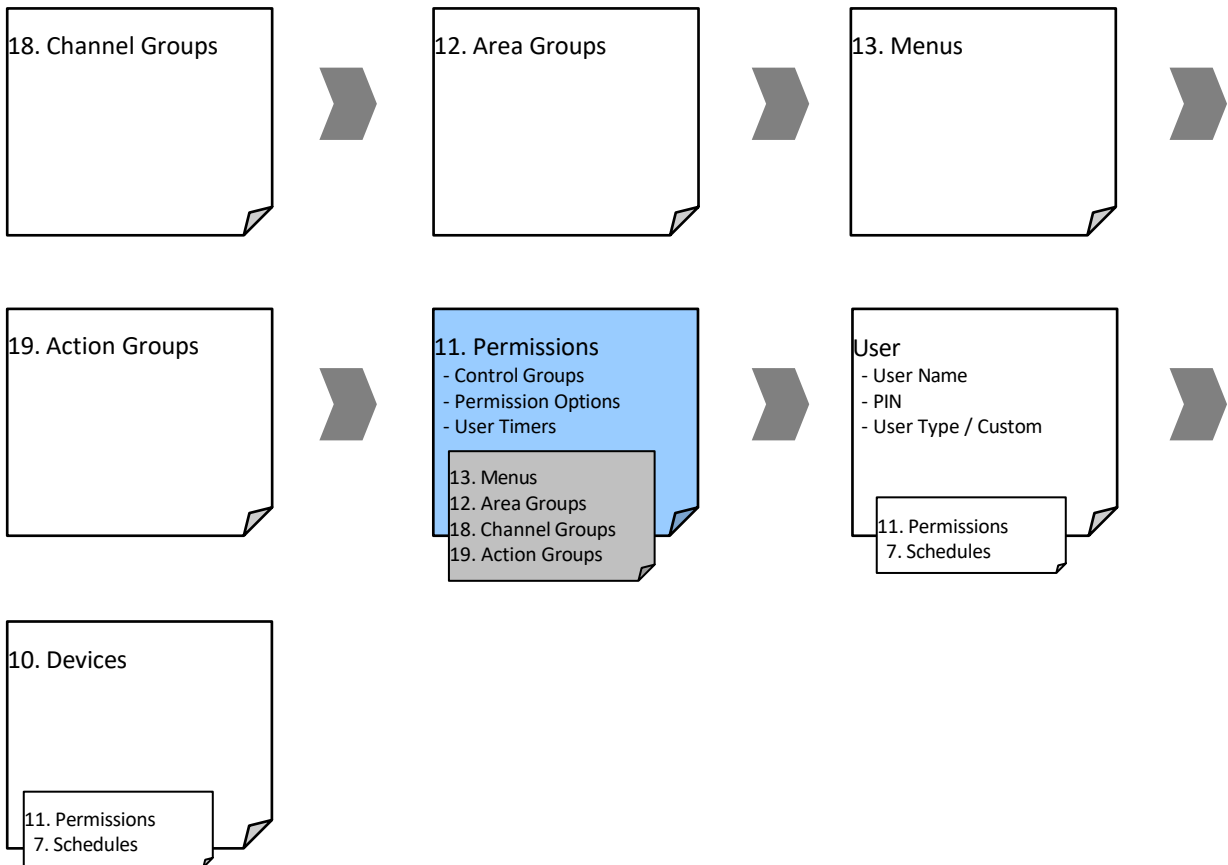 18. Channel Groups
12. Area Groups
13. Menus
19. Action Groups
11. Permissions
- Control Groups
- Permission Options
- User Timers
13. Menus
12. Area Groups
18. Channel Groups
19. Action Groups
User
- User Name
- PIN
- User Type / Custom
11. Permissions
7. Schedules
10. Devices
11. Permissions
7. Schedules